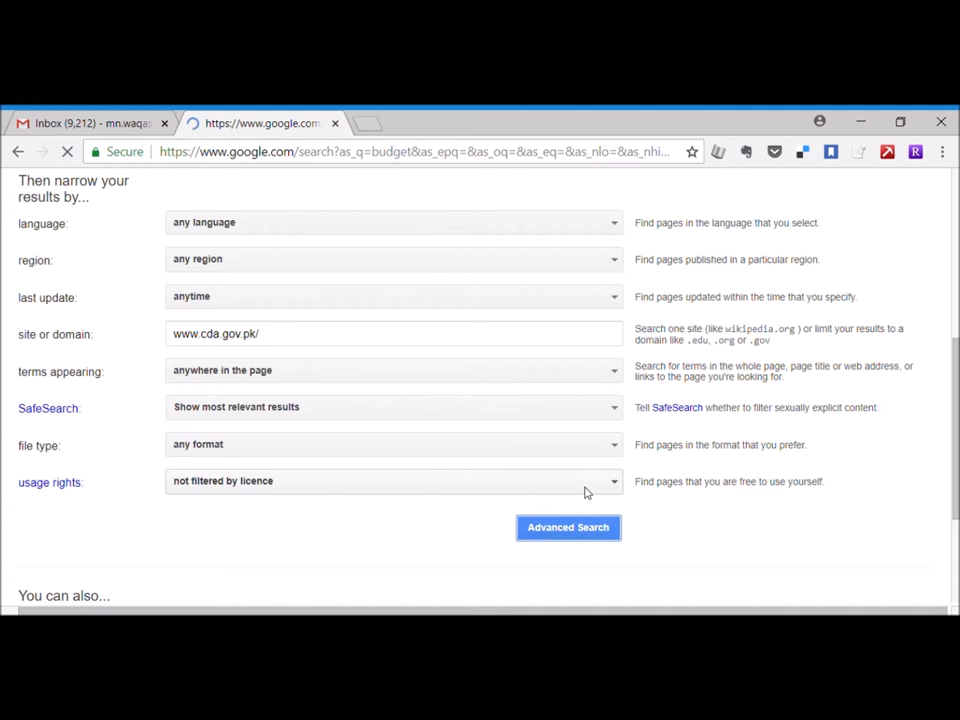 Inbox (9,212) - mn.waqas
https://www.google.com
Secure
https://www.google.com/search?as_q=budget&as_epq=&as_oq=&as_eq=&as_nlo=&as_nhi...
Then narrow your
results by...
language:
any language
Find pages in the language that you select.
region:
any region
Find pages published in a particular region.
last update:
anytime
Find pages updated within the time that you specify.
site or domain:
www.cda.gov.pk/
Search one site (like wikipedia.org ) or limit your results to a
domain like .edu, .org or .gov
terms appearing:
anywhere in the page
Search for terms in the whole page, page title or web address, or
links to the page you're looking for.
SafeSearch:
Show most relevant results
Tell SafeSearch whether to filter sexually explicit content.
file type:
any format
Find pages in the format that you prefer.
usage rights:
not filtered by licence
Find pages that you are free to use yourself.
Advanced Search
You can also...